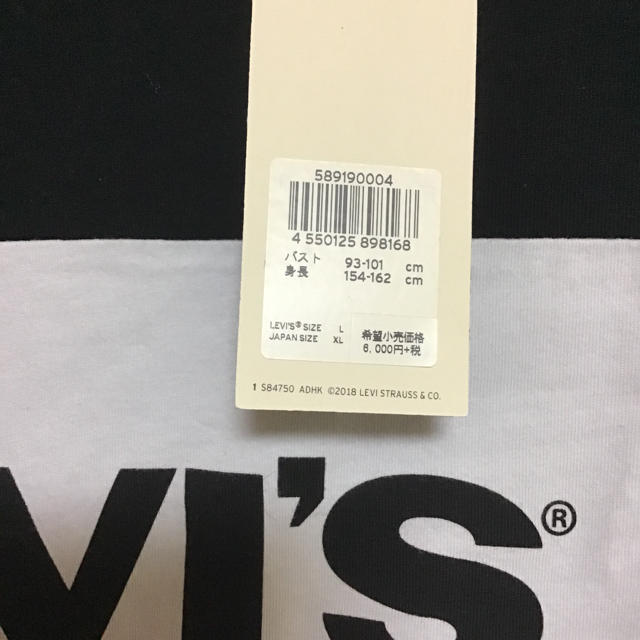 589190004
4 550125 898168
バスト 93-101 cm
身長 154-162 cm
LEVI'S® SIZE L
JAPAN SIZE XL
希望小売価格
6,000円+税
1 S84750 ADHK ©2018 LEVI STRAUSS & CO.
VI'S®